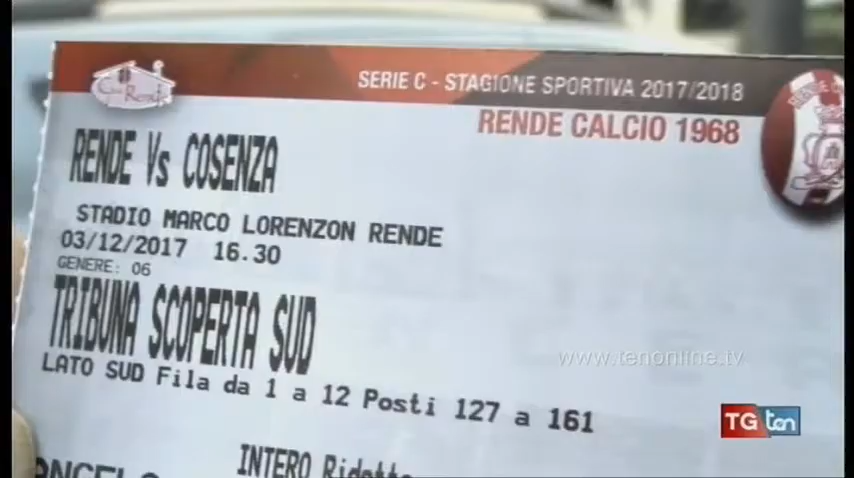 SERIE C - STAGIONE SPORTIVA 2017/2018
RENDE CALCIO 1968
RENDE Vs COSENZA
STADIO MARCO LORENZON RENDE
03/12/2017 16.30
GENERE: 06
TRIBUNA SCOPERTA SUD
LATO SUD Fila da 1 a 12 Posti 127 a 161
INTERO
www.tenonline.tv
TG ten